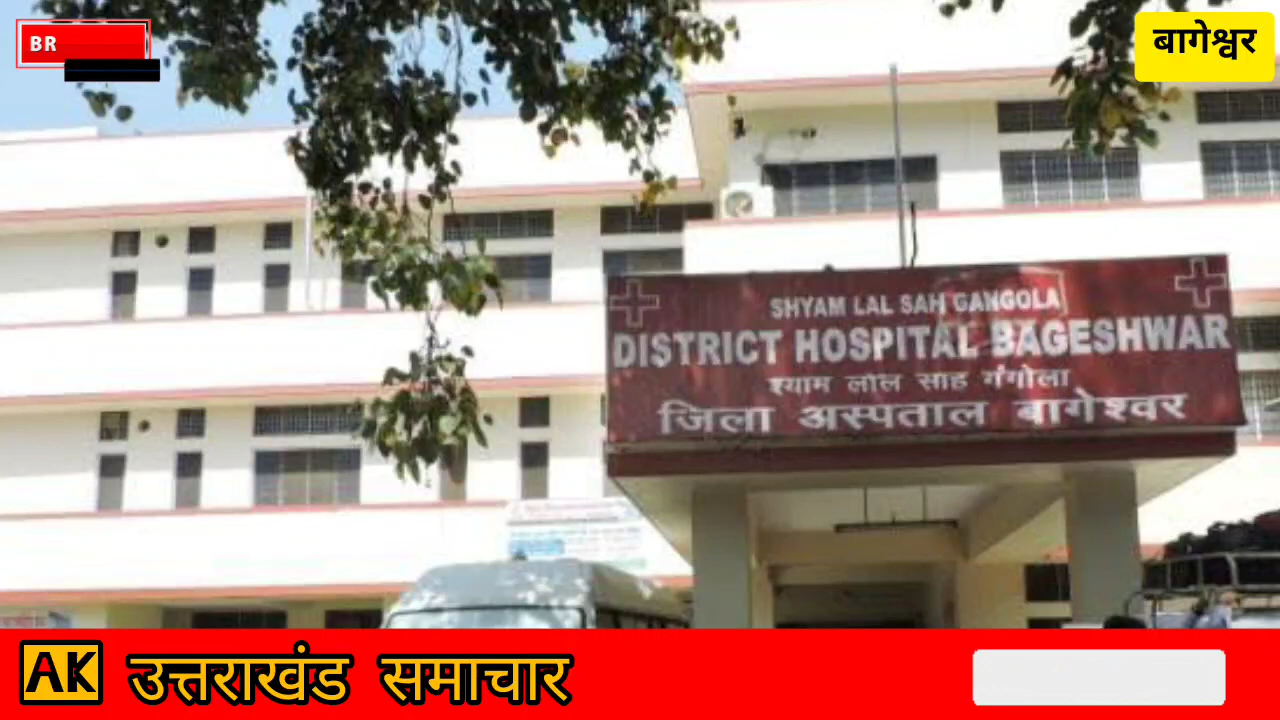 BR
बागेश्वर
SHYAM LAL SAH GANGOLA
DISTRICT HOSPITAL BAGESHWAR
श्याम लाल साह गंगोला
जिला अस्पताल बागेश्वर
AK उत्तराखंड समाचार